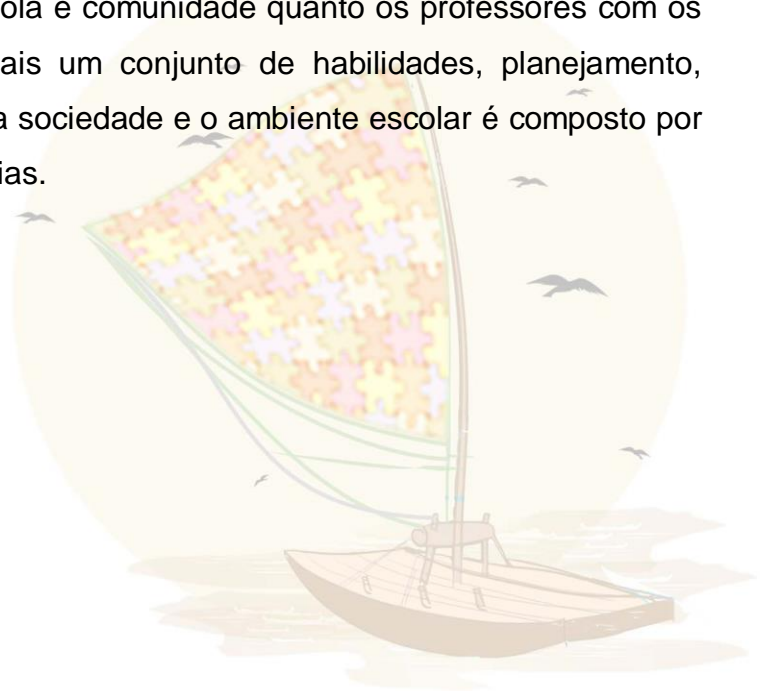 ola e comunidade quanto os professores com os
ais um conjunto de habilidades, planejamento,
a sociedade e o ambiente escolar é composto por
ias.